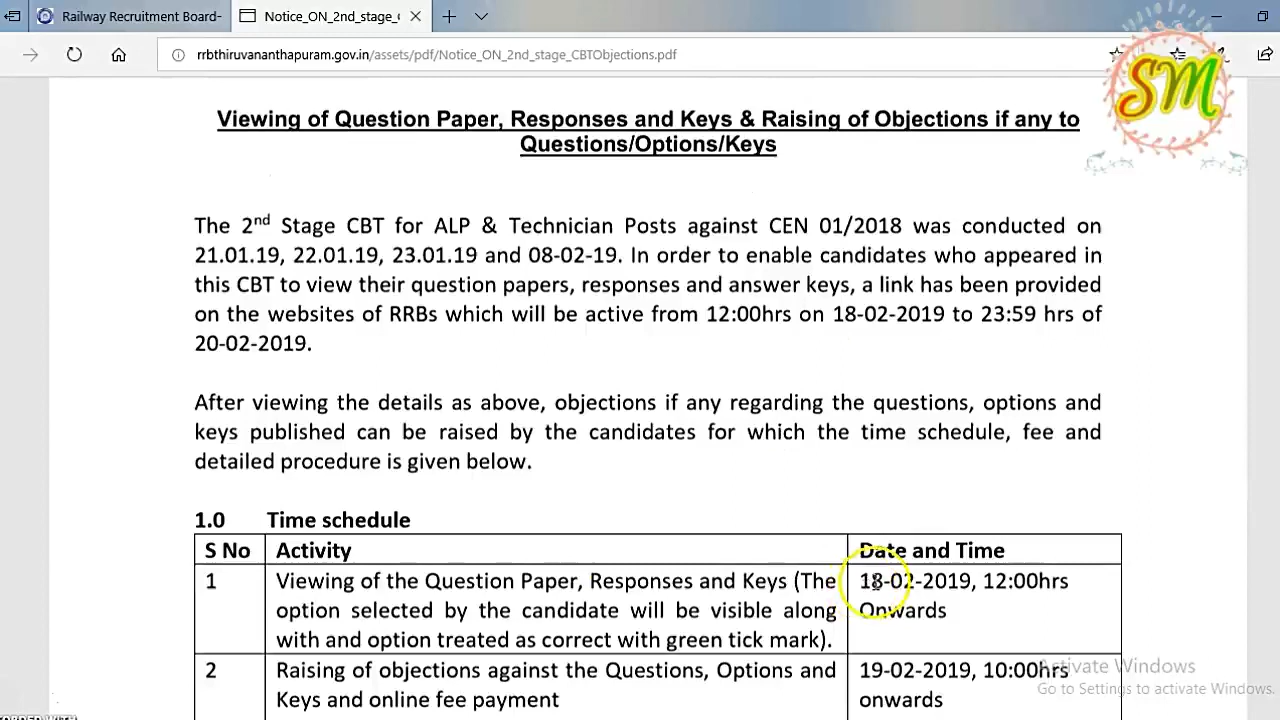 Railway Recruitment Board-
Notice_ON_2nd_stage_C
rrbthiruvananthapuram.gov.in/assets/pdf/Notice_ON_2nd_stage_CBTObjections.pdf
SM
Viewing of Question Paper, Responses and Keys & Raising of Objections if any to
Questions/Options/Keys
The 2nd Stage CBT for ALP & Technician Posts against CEN 01/2018 was conducted on
21.01.19, 22.01.19, 23.01.19 and 08-02-19. In order to enable candidates who appeared in
this CBT to view their question papers, responses and answer keys, a link has been provided
on the websites of RRBs which will be active from 12:00hrs on 18-02-2019 to 23:59 hrs of
20-02-2019.
After viewing the details as above, objections if any regarding the questions, options and
keys published can be raised by the candidates for which the time schedule, fee and
detailed procedure is given below.
1.0 Time schedule
S No Activity Date and Time
1 Viewing of the Question Paper, Responses and Keys (The 18-02-2019, 12:00hrs
option selected by the candidate will be visible along Onwards
with and option treated as correct with green tick mark).
2 Raising of objections against the Questions, Options and 19-02-2019, 10:00hrs
Keys and online fee payment onwards
Activate Windows
Go to Settings to activate Windows.